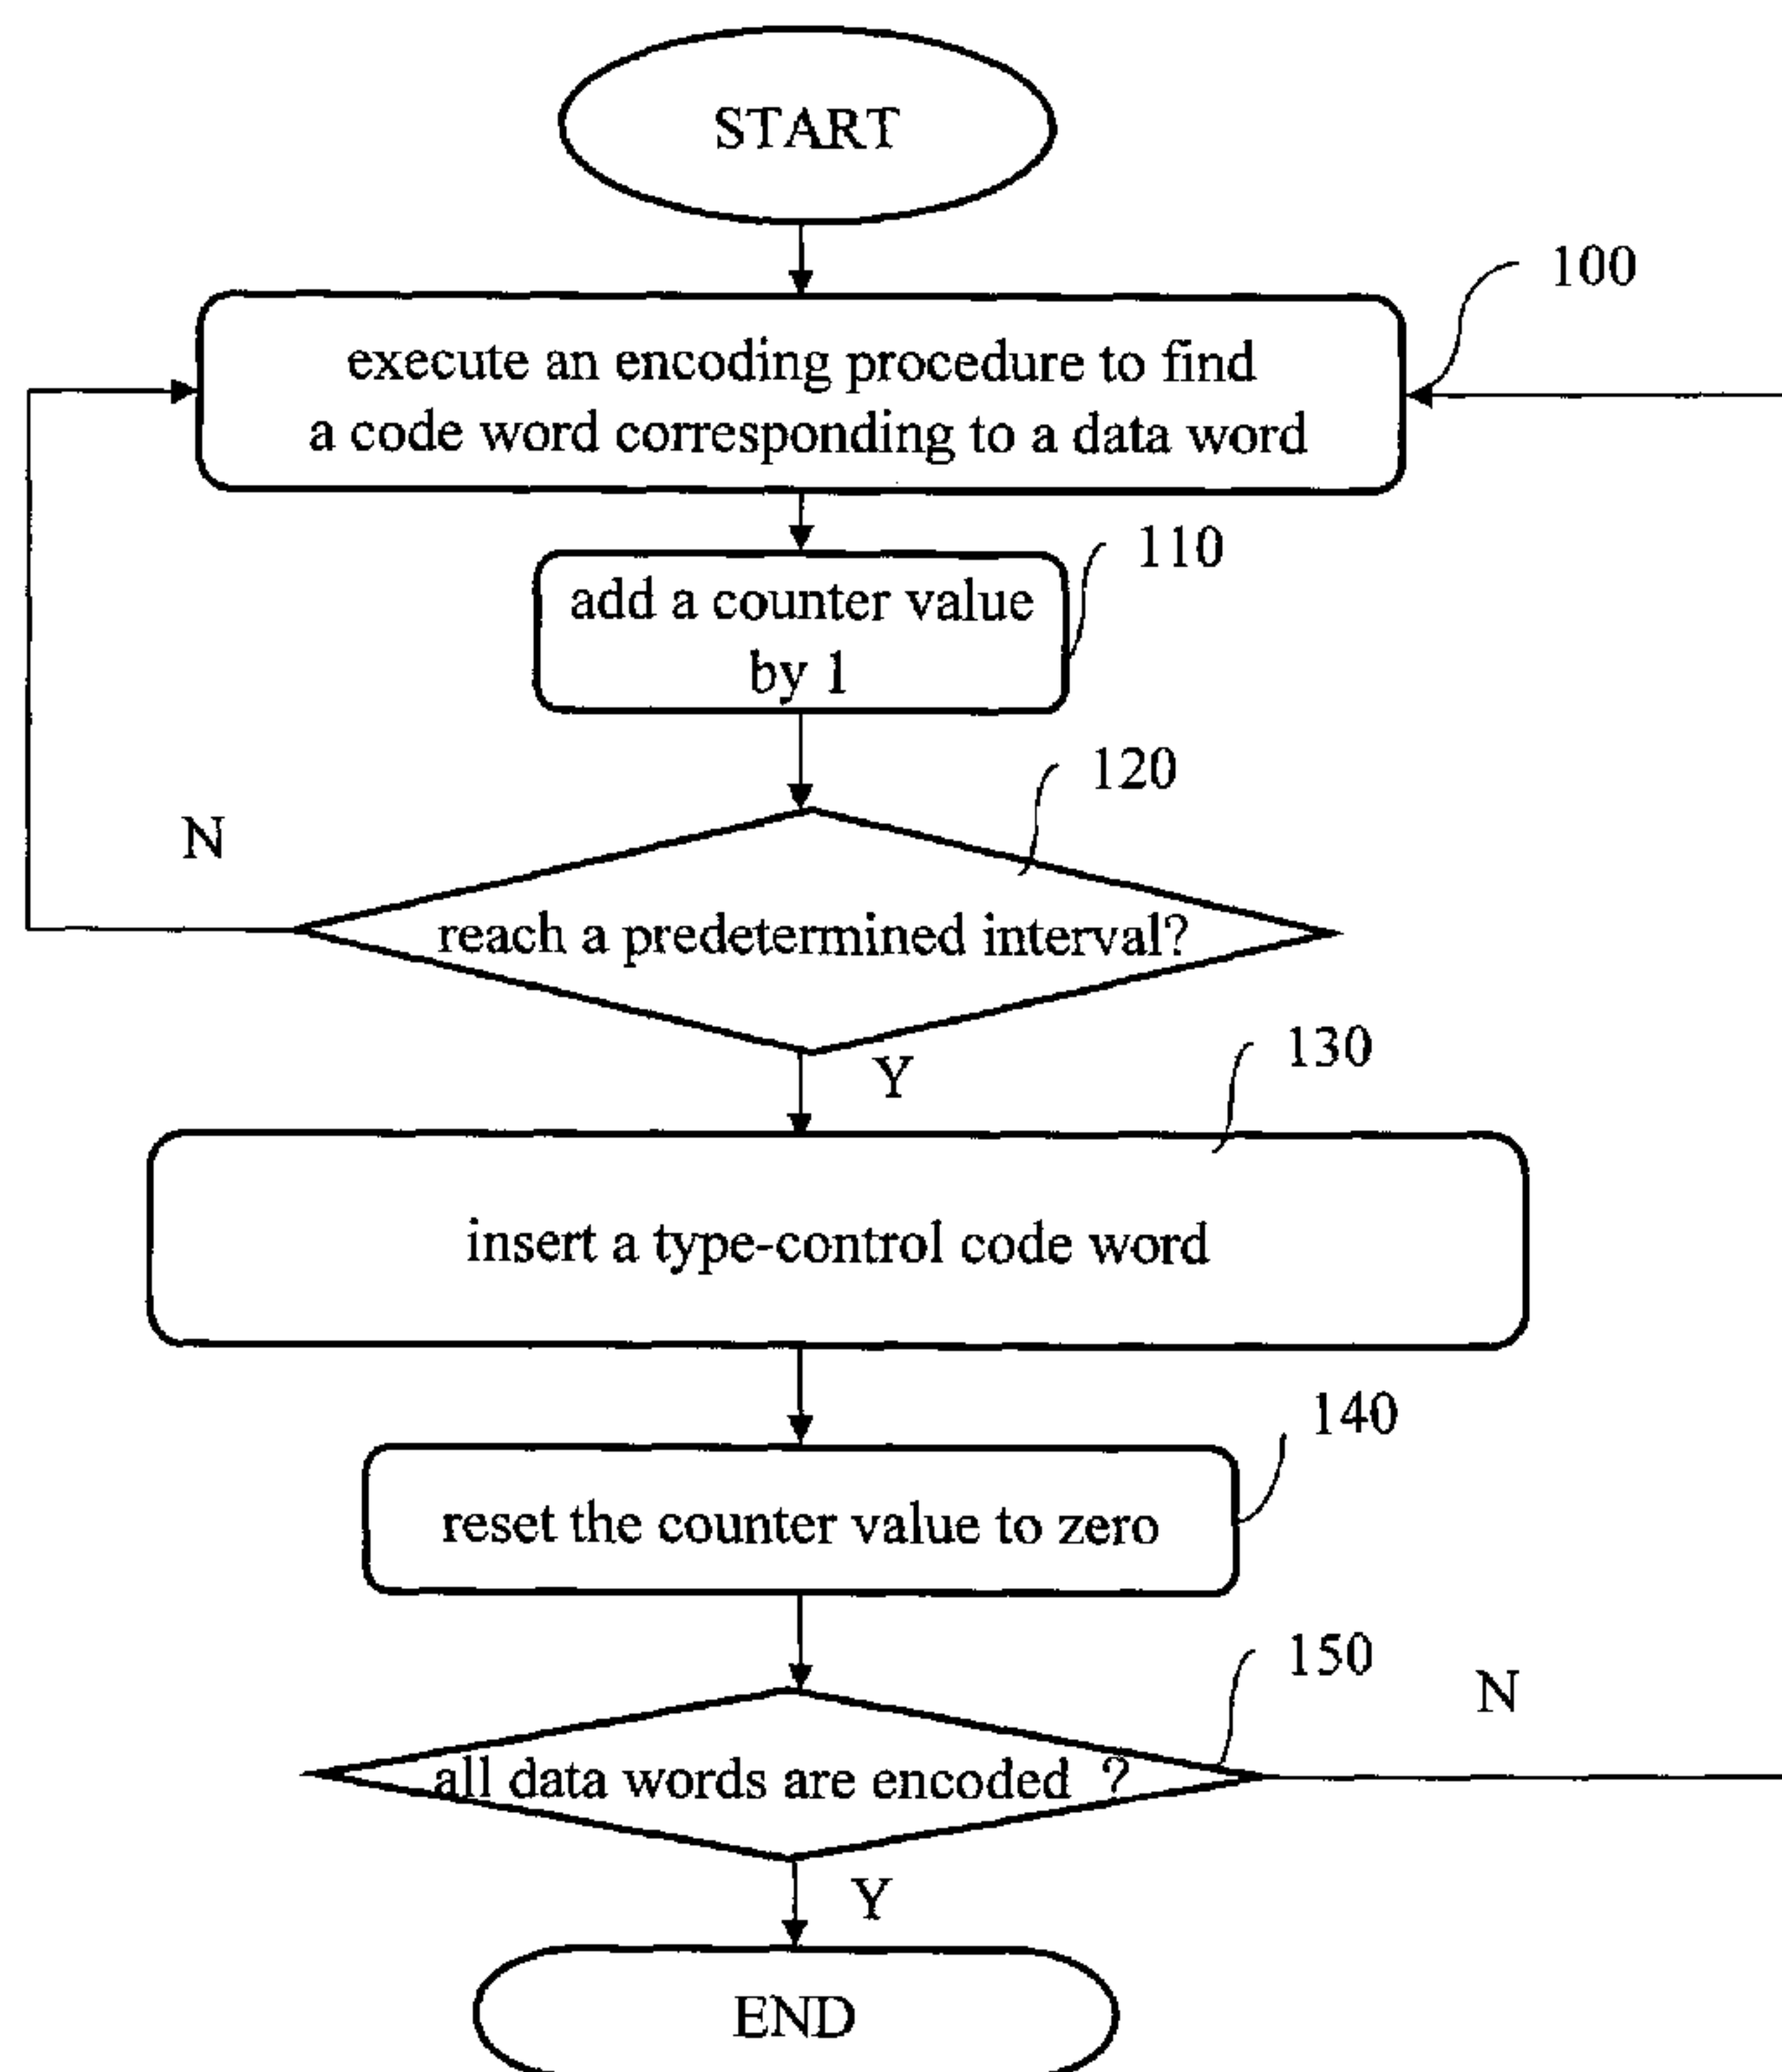 START
100
execute an encoding procedure to find
a code word corresponding to a data word
110
add a counter value
by 1
120
N
reach a predetermined interval?
Y
130
insert a type-control code word
140
reset the counter value to zero
150
N
all data words are encoded ?
Y
END